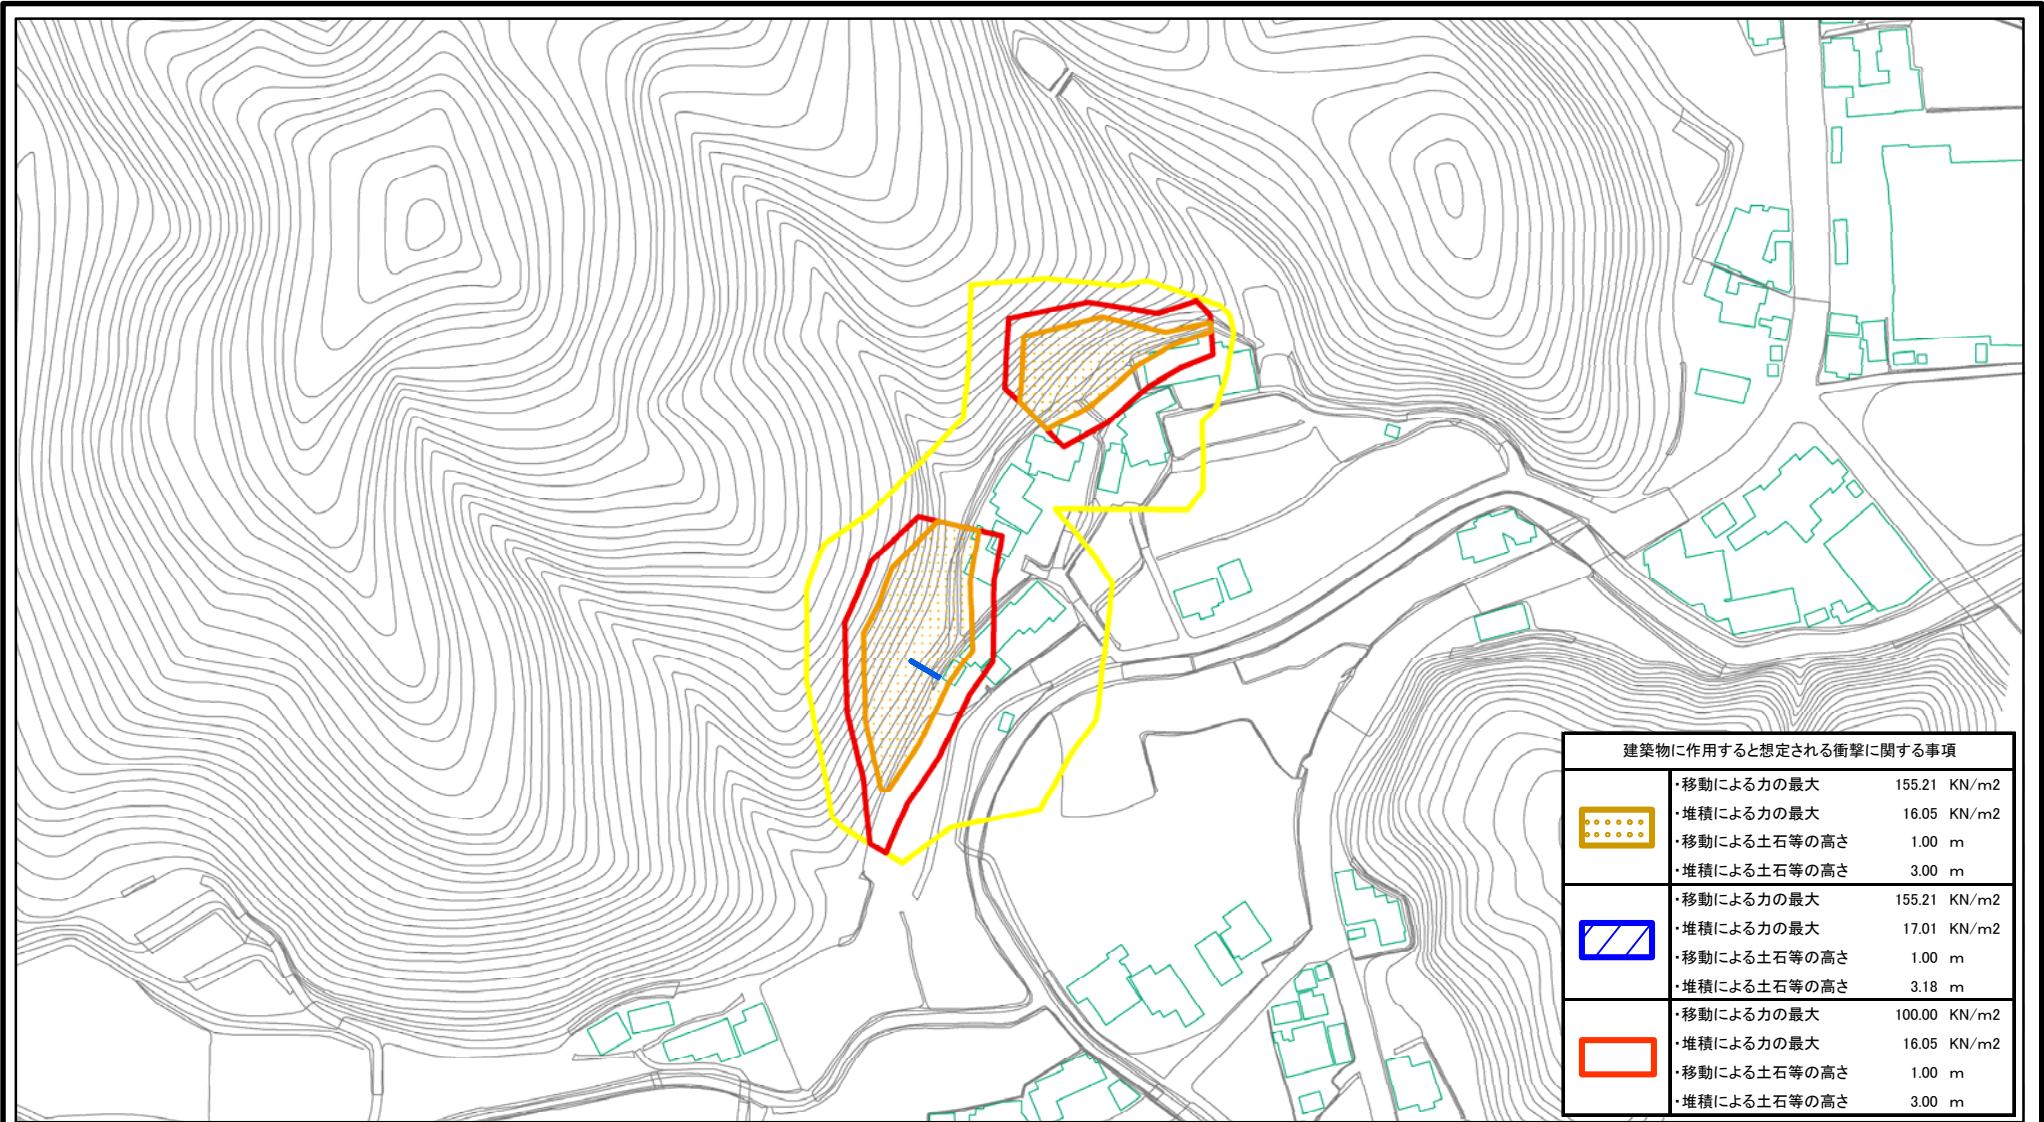 建築物に作用すると想定される衝撃に関する事項
・移動による力の最大 155.21 KN/m2
・堆積による力の最大 16.05 KN/m2
・移動による土石等の高さ 1.00 m
・堆積による土石等の高さ 3.00 m
・移動による力の最大 155.21 KN/m2
・堆積による力の最大 17.01 KN/m2
・移動による土石等の高さ 1.00 m
・堆積による土石等の高さ 3.18 m
・移動による力の最大 100.00 KN/m2
・堆積による力の最大 16.05 KN/m2
・移動による土石等の高さ 1.00 m
・堆積による土石等の高さ 3.00 m